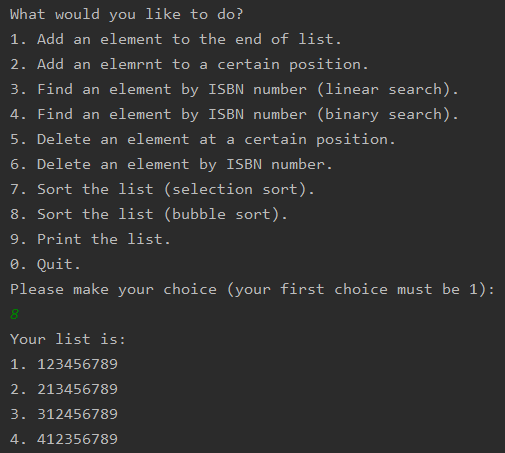 What would you like to do?
1. Add an element to the end of list.
2. Add an elemrnt to a certain position.
3. Find an element by ISBN number (linear search).
4. Find an element by ISBN number (binary search).
5. Delete an element at a certain position.
6. Delete an element by ISBN number.
7. Sort the list (selection sort).
8. Sort the list (bubble sort).
9. Print the list.
0. Quit.
Please make your choice (your first choice must be 1):
8
Your list is:
1. 123456789
2. 213456789
3. 312456789
4. 412356789